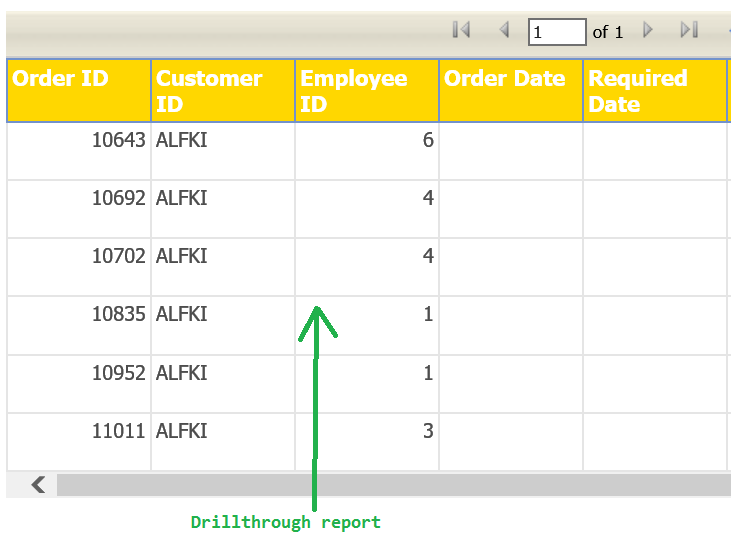 1 of 1
Order ID Customer ID Employee ID Order Date Required Date
10643 ALFKI 6
10692 ALFKI 4
10702 ALFKI 4
10835 ALFKI 1
10952 ALFKI 1
11011 ALFKI 3
Drillthrough report